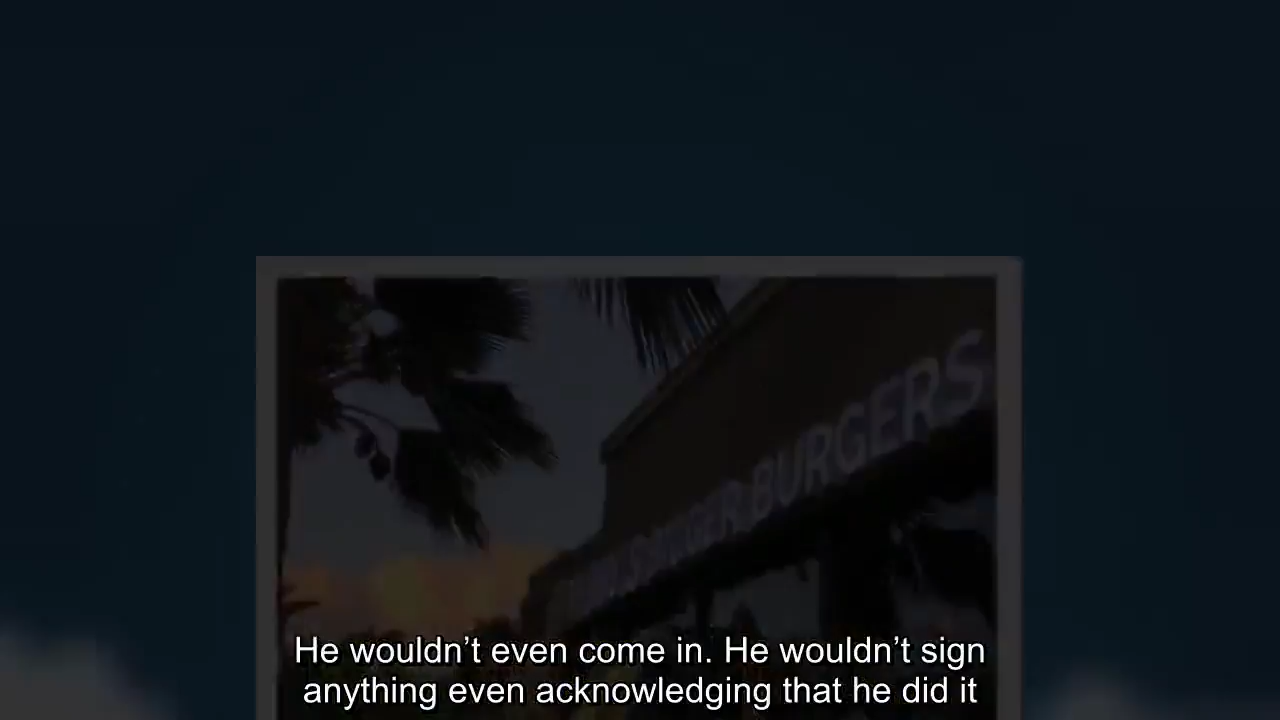 BURGERS
He wouldn’t even come in. He wouldn’t sign
anything even acknowledging that he did it